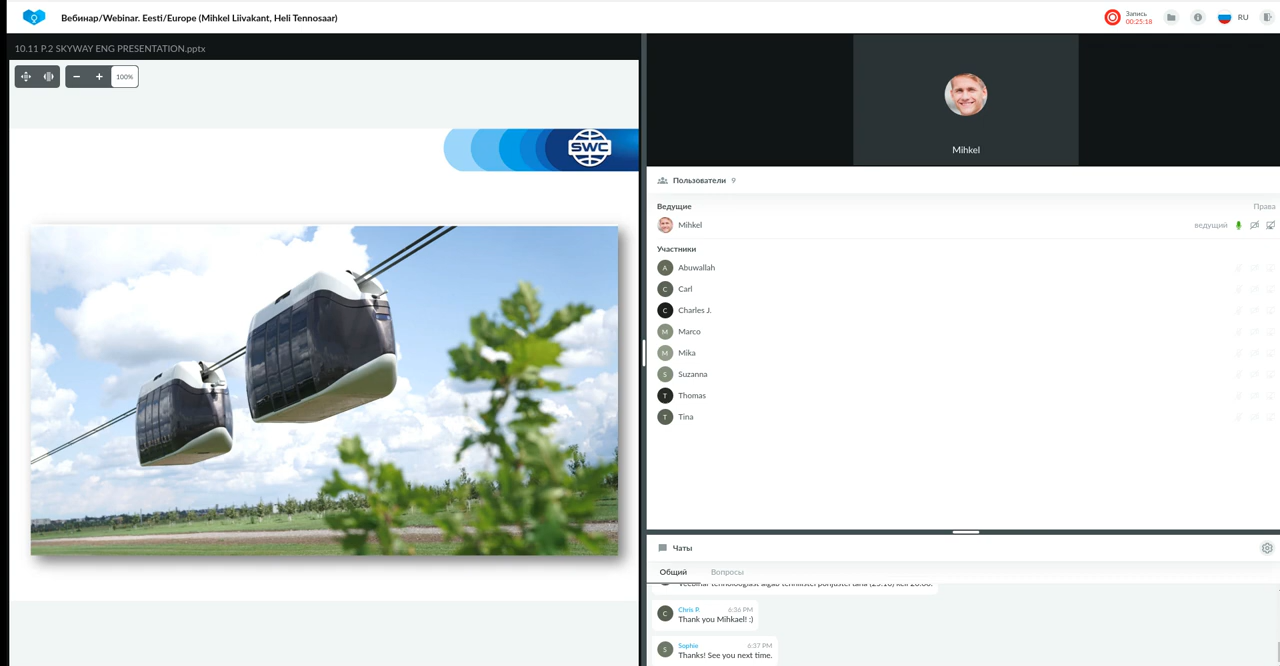 Вебинар/Webinar. Eesti/Europe (Mihkel Liivakant, Heli Tennosaar)
Запись
00:25:18
RU
10.11 P.2 SKYWAY ENG PRESENTATION.pptx
100%
SWC
Mihkel
Пользователи 9
Ведущие
Права
Mihkel
ведущий
Участники
A Abuwallah
C Carl
C Charles J.
M Marco
M Mika
S Suzanna
T Thomas
T Tina
Чаты
Общий Вопросы
C Chris P. 6:36 PM
Thank you Mihkael! :)
S Sophie 6:37 PM
Thanks! See you next time.